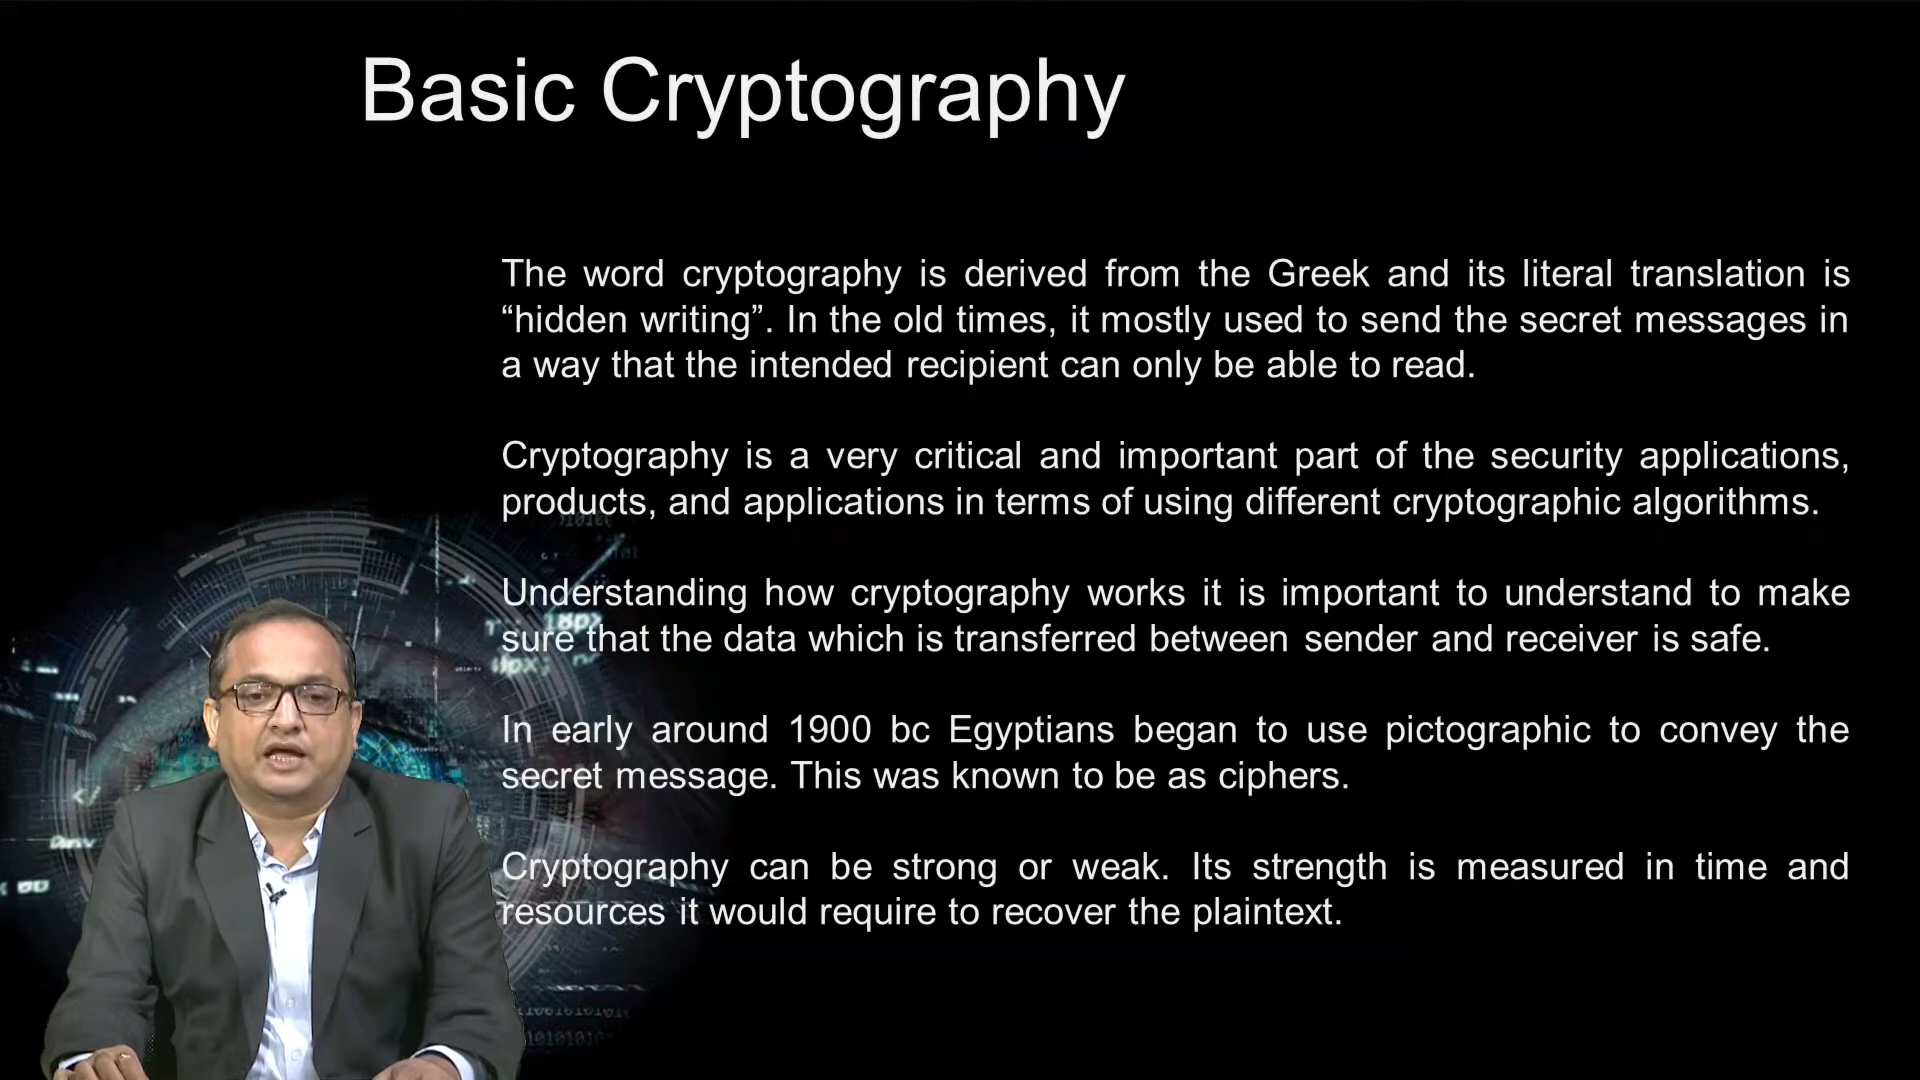 Basic Cryptography
The word cryptography is derived from the Greek and its literal translation is
“hidden writing”. In the old times, it mostly used to send the secret messages in
a way that the intended recipient can only be able to read.
Cryptography is a very critical and important part of the security applications,
products, and applications in terms of using different cryptographic algorithms.
Understanding how cryptography works it is important to understand to make
sure that the data which is transferred between sender and receiver is safe.
In early around 1900 bc Egyptians began to use pictographic to convey the
secret message. This was known to be as ciphers.
Cryptography can be strong or weak. Its strength is measured in time and
resources it would require to recover the plaintext.